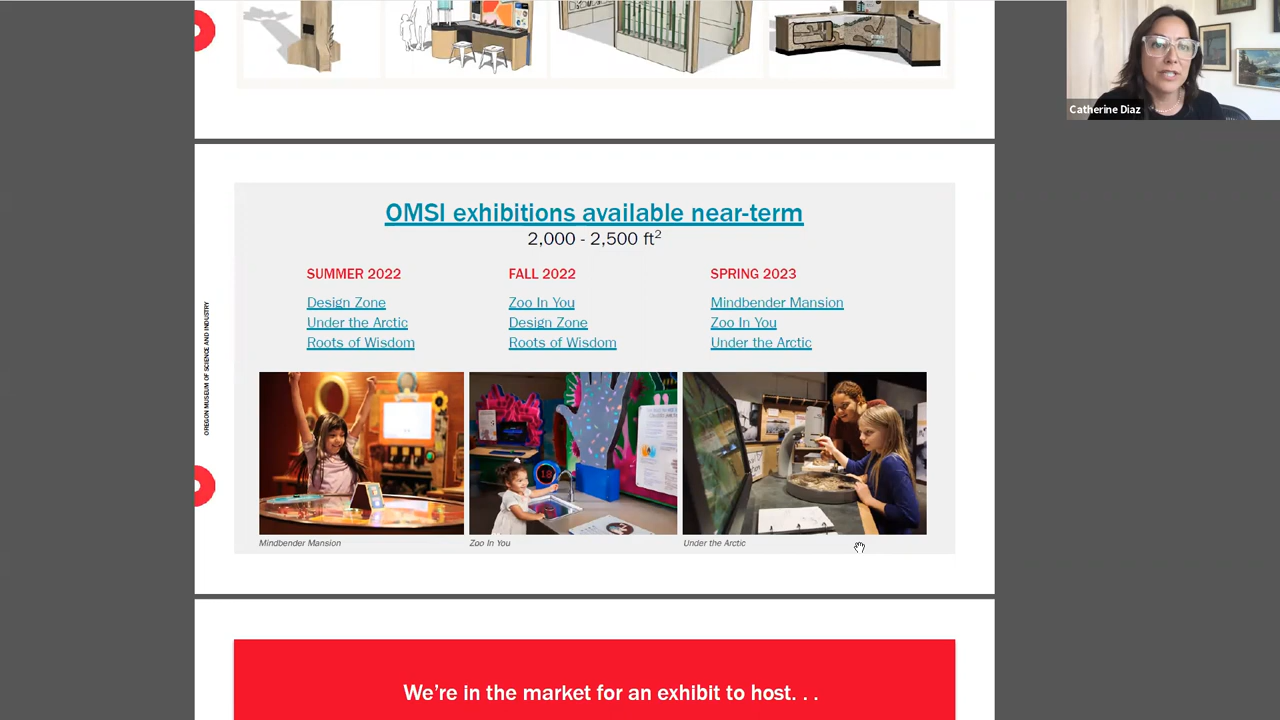 Catherine Diaz
OMSI exhibitions available near-term
2,000 - 2,500 ft²
SUMMER 2022
Design Zone
Under the Arctic
Roots of Wisdom
FALL 2022
Zoo In You
Design Zone
Roots of Wisdom
SPRING 2023
Mindbender Mansion
Zoo In You
Under the Arctic
OREGON MUSEUM OF SCIENCE AND INDUSTRY
18
Mindbender Mansion
Zoo In You
Under the Arctic
We're in the market for an exhibit to host. . .